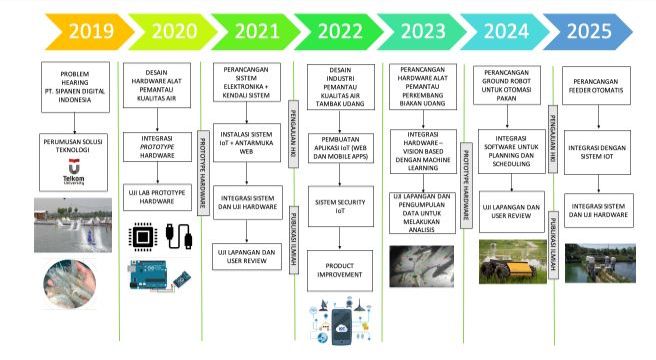 2019
2020
2021
2022
2023
2024
2025
PROBLEM
HEARING
PT. SIPANEN DIGITAL
INDONESIA
PERUMUSAN SOLUSI
TEKNOLOGI
Telkom
University
DESAIN
HARDWARE ALAT
PEMANTAU
KUALITAS AIR
INTEGRASI
PROTOTYPE
HARDWARE
UJI LAB PROTOTYPE
HARDWARE
PROTOTYPE HARDWARE
PERANCANGAN
SISTEM
ELEKTRONIKA +
KENDALI SISTEM
INSTALASI SISTEM
IoT + ANTARMUKA
WEB
INTEGRASI SISTEM
DAN UJI HARDWARE
UJI LAPANGAN DAN
USER REVIEW
PENGAJUAN HKI
PUBLIKASI ILMIAH
DESAIN
INDUSTRI
PEMANTAU
KUALITAS AIR
TAMBAK UDANG
PEMBUATAN
APLIKASI IoT (WEB
DAN MOBILE APPS)
SISTEM SECURITY
IoT
PRODUCT
IMPROVEMENT
PERANCANGAN
HARDWARE ALAT
PEMANTAU
PERKEMBANG
BIAKAN UDANG
INTEGRASI
HARDWARE –
VISION BASED
DENGAN MACHINE
LEARNING
UJI LAPANGAN DAN
PENGUMPULAN
DATA UNTUK
MELAKUKAN
ANALISIS
PROTOTYPE HARDWARE
PERANCANGAN
GROUND ROBOT
UNTUK OTOMASI
PAKAN
INTEGRASI
SOFTWARE UNTUK
PLANNING DAN
SCHEDULING
UJI LAPANGAN DAN
USER REVIEW
PENGAJUAN HKI
PUBLIKASI ILMIAH
PERANCANGAN
FEEDER OTOMATIS
INTEGRASI DENGAN
SISTEM IOT
INTEGRASI SISTEM
DAN UJI HARDWARE